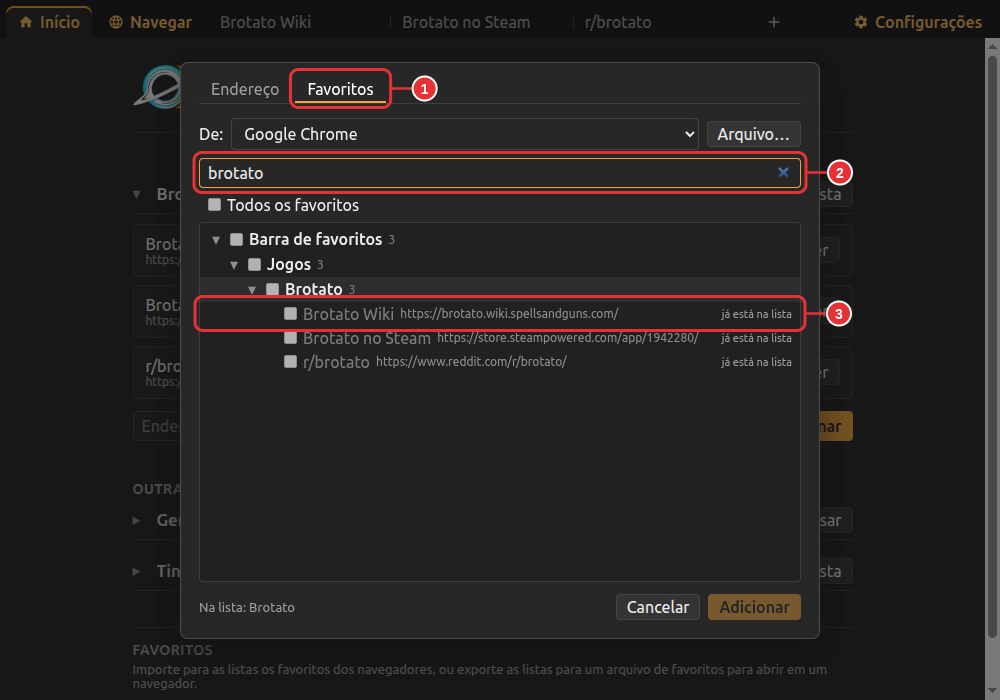 Início
Navegar
Brotato Wiki
Brotato no Steam
r/brotato
+
Configurações
Endereço
Favoritos
1
De:
Google Chrome
Arquivo...
brotato
2
Todos os favoritos
Barra de favoritos 3
Jogos 3
Brotato 3
Brotato Wiki https://brotato.wiki.spellsandguns.com/ já está na lista
3
Brotato no Steam https://store.steampowered.com/app/1942280/ já está na lista
r/brotato https://www.reddit.com/r/brotato/ já está na lista
Na lista: Brotato
Cancelar
Adicionar
r/bro
https:/
FAVORITOS
Importe para as listas os favoritos dos navegadores, ou exporte as listas para um arquivo de favoritos para abrir em um
navegador.